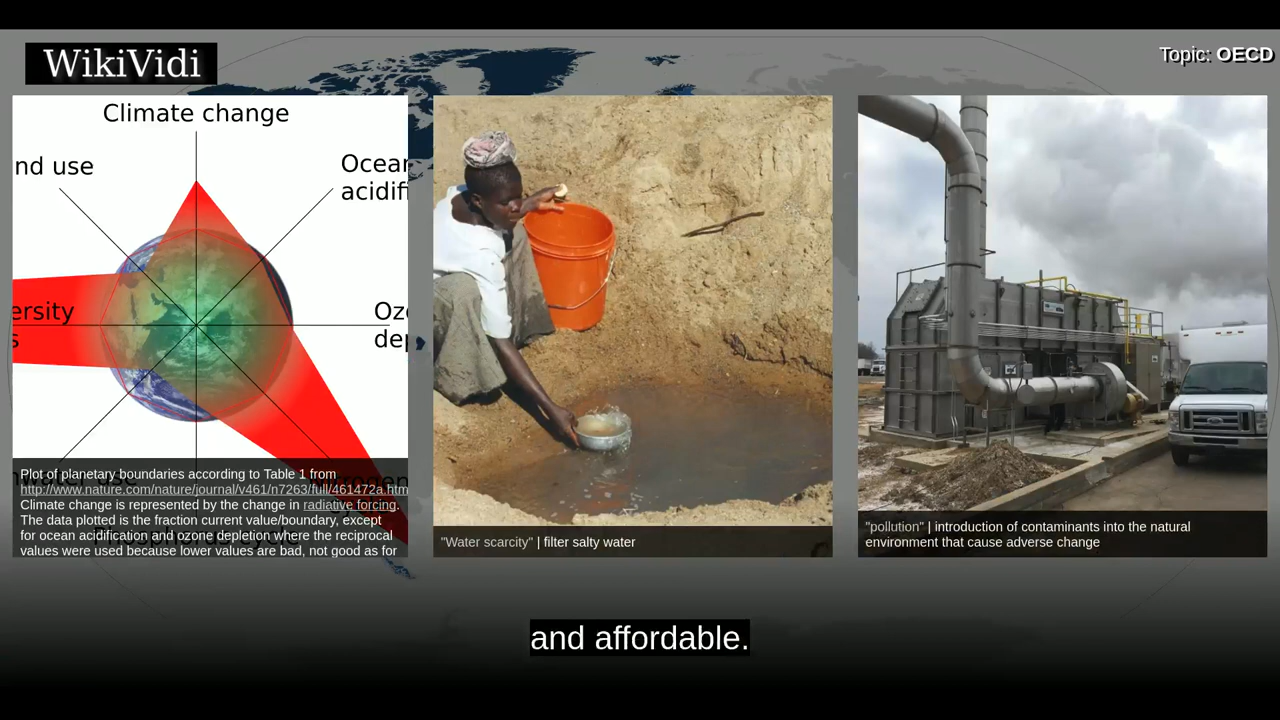 WikiVidi
Topic: OECD
Climate change
nd use
Ocean
acidifi
ersity
s
Ozo
dep
Plot of planetary boundaries according to Table 1 from
http://www.nature.com/nature/journal/v461/n7263/full/461472a.htm
Climate change is represented by the change in radiative forcing.
The data plotted is the fraction current value/boundary, except
for ocean acidification and ozone depletion where the reciprocal
values were used because lower values are bad, not good as for
"Water scarcity" | filter salty water
"pollution" | introduction of contaminants into the natural
environment that cause adverse change
and affordable.